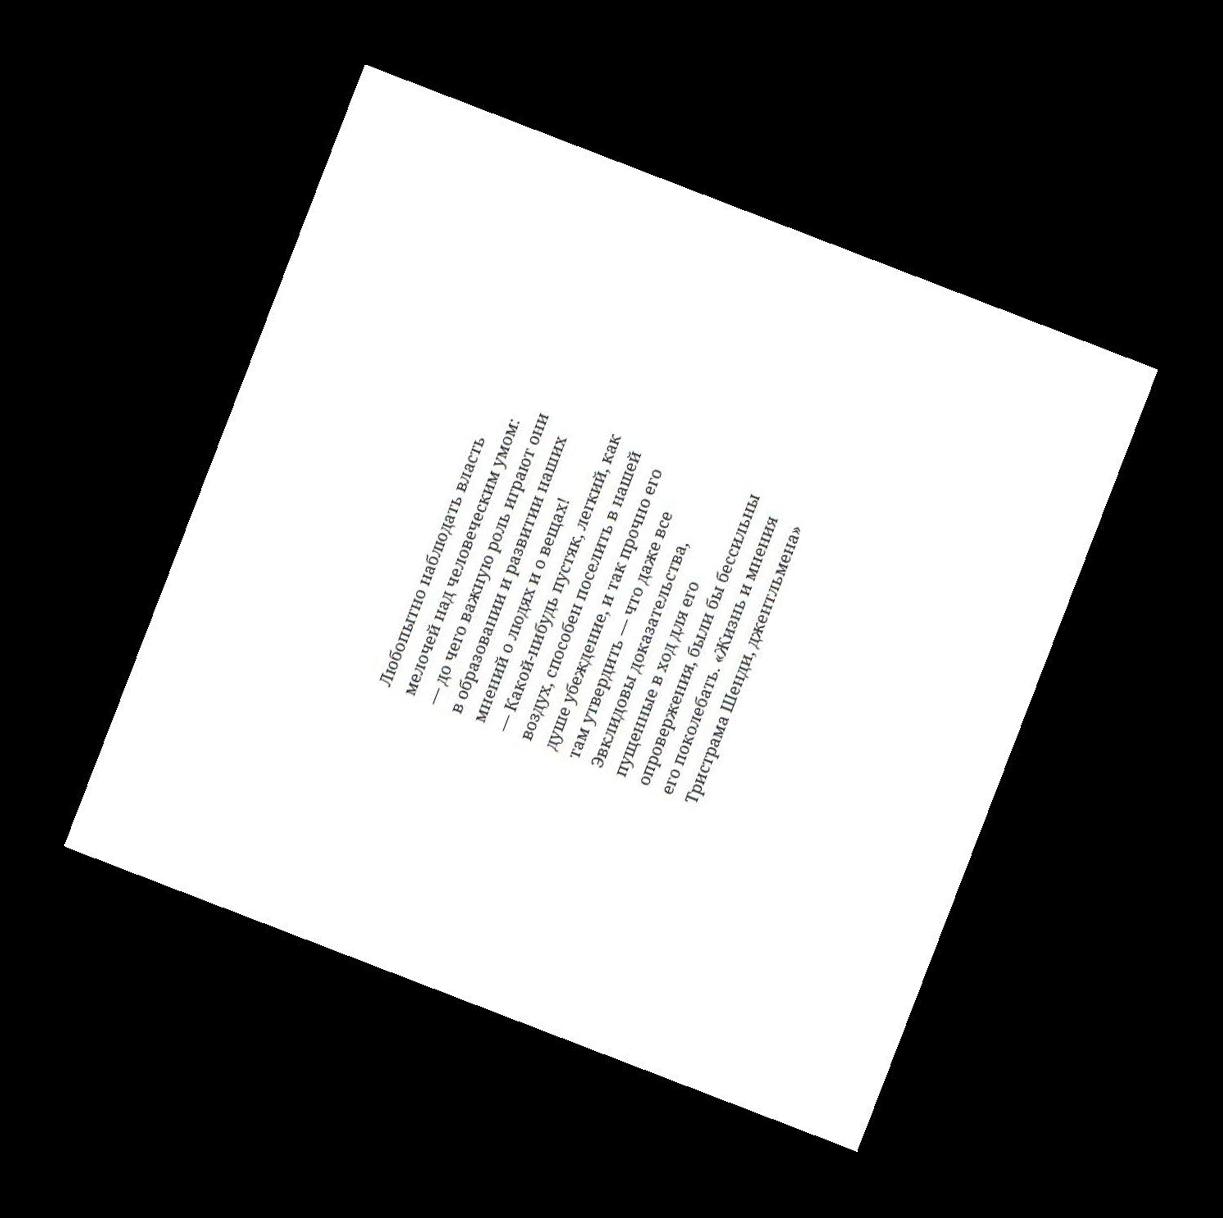 Любопытно наблюдать власть
мелочей над человеческим умом:
— до чего важную роль играют они
в образовании и развитии наших
мнений о людях и о вещах!
— Какой-нибудь пустяк, легкий, как
воздух, способен поселить в нашей
душе убеждение, и так прочно его
там утвердить — что даже все
Эвклидовы доказательства,
пущенные в ход для его
опровержения, были бы бессильны
его поколебать. «Жизнь и мнения
Тристрама Шенди, джентльмена»